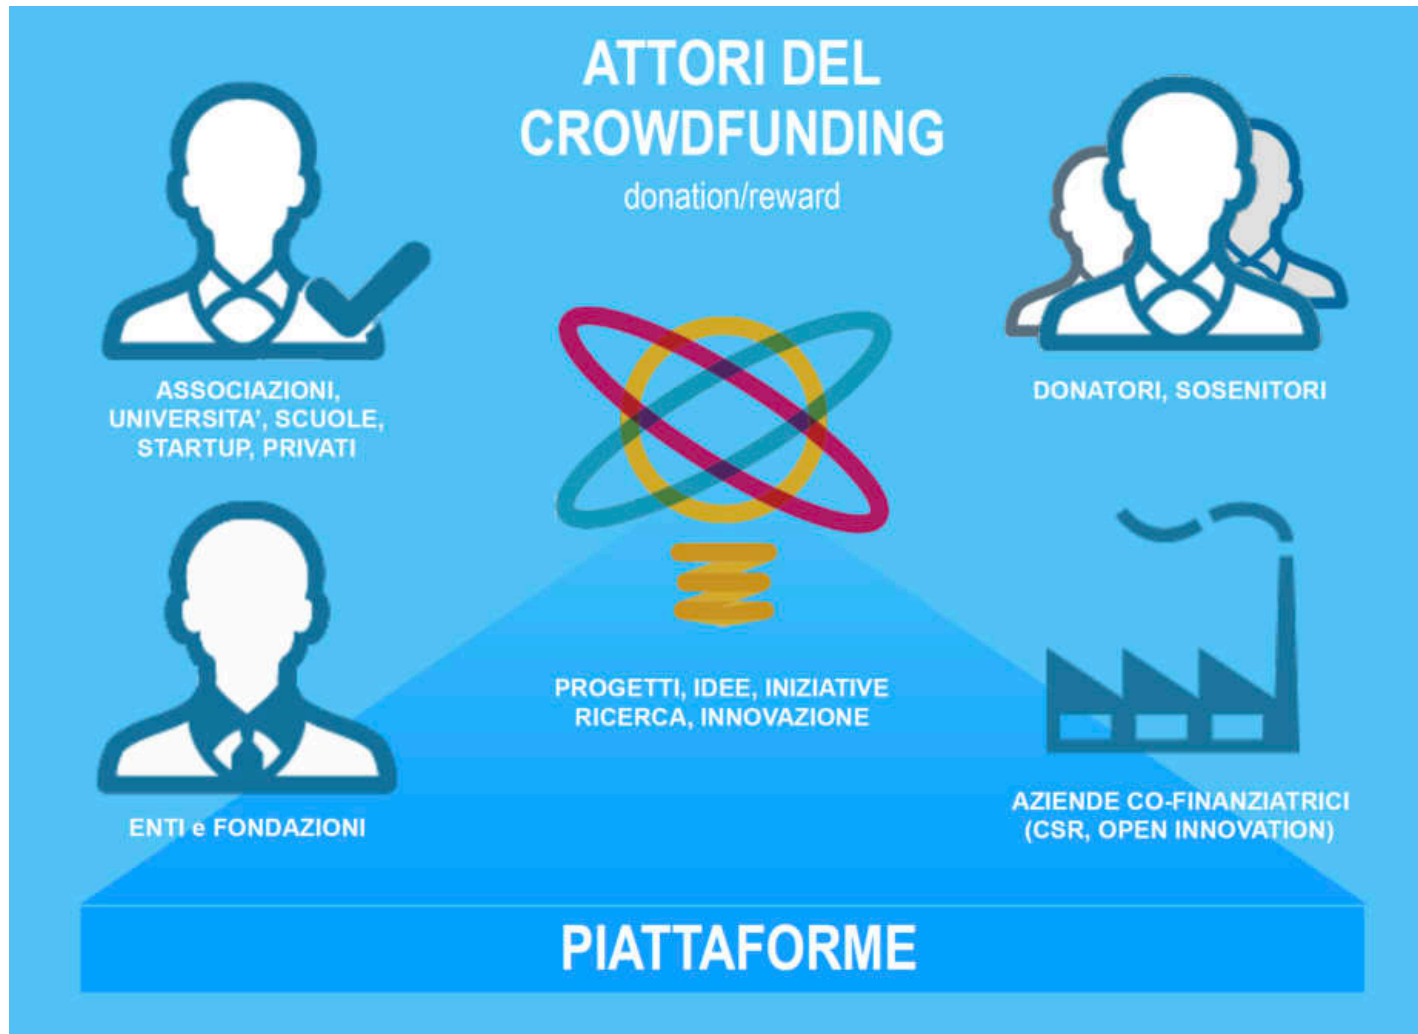 ATTORI DEL
CROWDFUNDING
donation/reward
ASSOCIAZIONI,
UNIVERSITA', SCUOLE,
STARTUP, PRIVATI
DONATORI, SOSENITORI
PROGETTI, IDEE, INIZIATIVE
RICERCA, INNOVAZIONE
ENTI e FONDAZIONI
AZIENDE CO-FINANZIATRICI
(CSR, OPEN INNOVATION)
PIATTAFORME